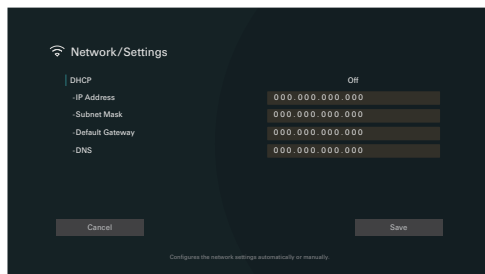 Network/Settings
DHCP Off
-IP Address 000.000.000.000
-Subnet Mask 000.000.000.000
-Default Gateway 000.000.000.000
-DNS 000.000.000.000
Cancel Save
Configures the network settings automatically or manually.